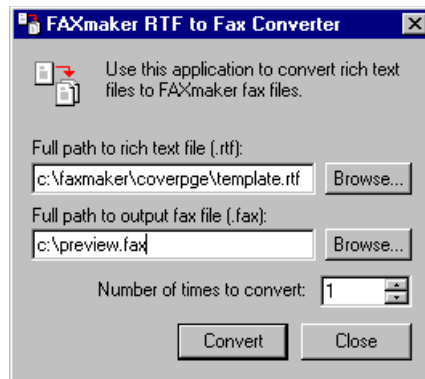 FAXmaker RTF to Fax Converter
Use this application to convert rich text
files to FAXmaker fax files.
Full path to rich text file (.rtf):
c:\faxmaker\coverpge\template.rtf Browse...
Full path to output fax file (.fax):
c:\preview.fax Browse...
Number of times to convert: 1
Convert Close